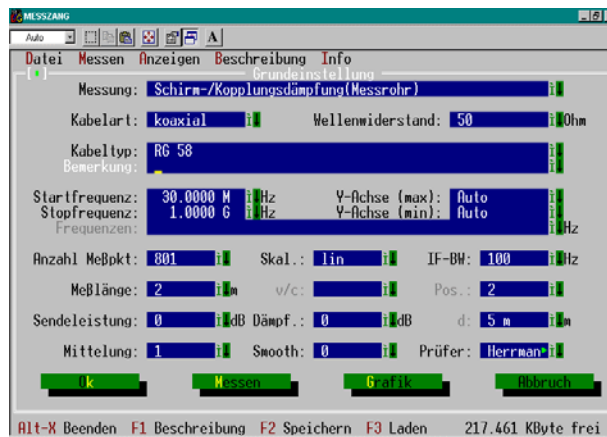 MESSZANG
Auto
Datei Messen Anzeigen Beschreibung Info
Grundeinstellung
Messung: Schirm-/Kopplungsdämpfung(Messrohr)
Kabelart: koaxial Wellenwiderstand: 50 Ohm
Kabeltyp: RG 58
Bemerkung:
Startfrequenz: 30.0000 M Hz Y-Achse (max): Auto
Stopfrequenz: 1.0000 G Hz Y-Achse (min): Auto
Frequenzen: Hz
Anzahl Meßpkt: 801 Skal.: lin IF-BW: 100 Hz
Meßlänge: 2 m v/c: Pos.: 2
Sendeleistung: 0 dB Dämpf.: 0 dB d: 5 m m
Mittelung: 1 Smooth: 0 Prüfer: Herrman
Ok Messen Grafik Abbruch
Alt-X Beenden F1 Beschreibung F2 Speichern F3 Laden 217.461 KByte frei